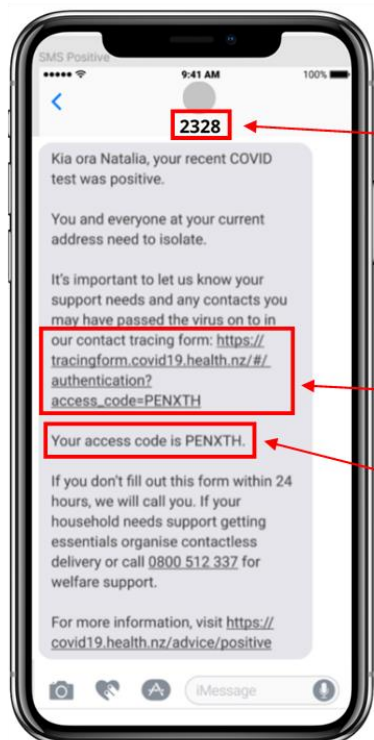 SMS Positive
9:41 AM
100%
2328
Kia ora Natalia, your recent COVID
test was positive.
You and everyone at your current
address need to isolate.
It's important to let us know your
support needs and any contacts you
may have passed the virus on to in
our contact tracing form: https://
tracingform.covid19.health.nz/#/
authentication?
access_code=PENXTH
Your access code is PENXTH.
If you don't fill out this form within 24
hours, we will call you. If your
household needs support getting
essentials organise contactless
delivery or call 0800 512 337 for
welfare support.
For more information, visit https://
covid19.health.nz/advice/positive
iMessage